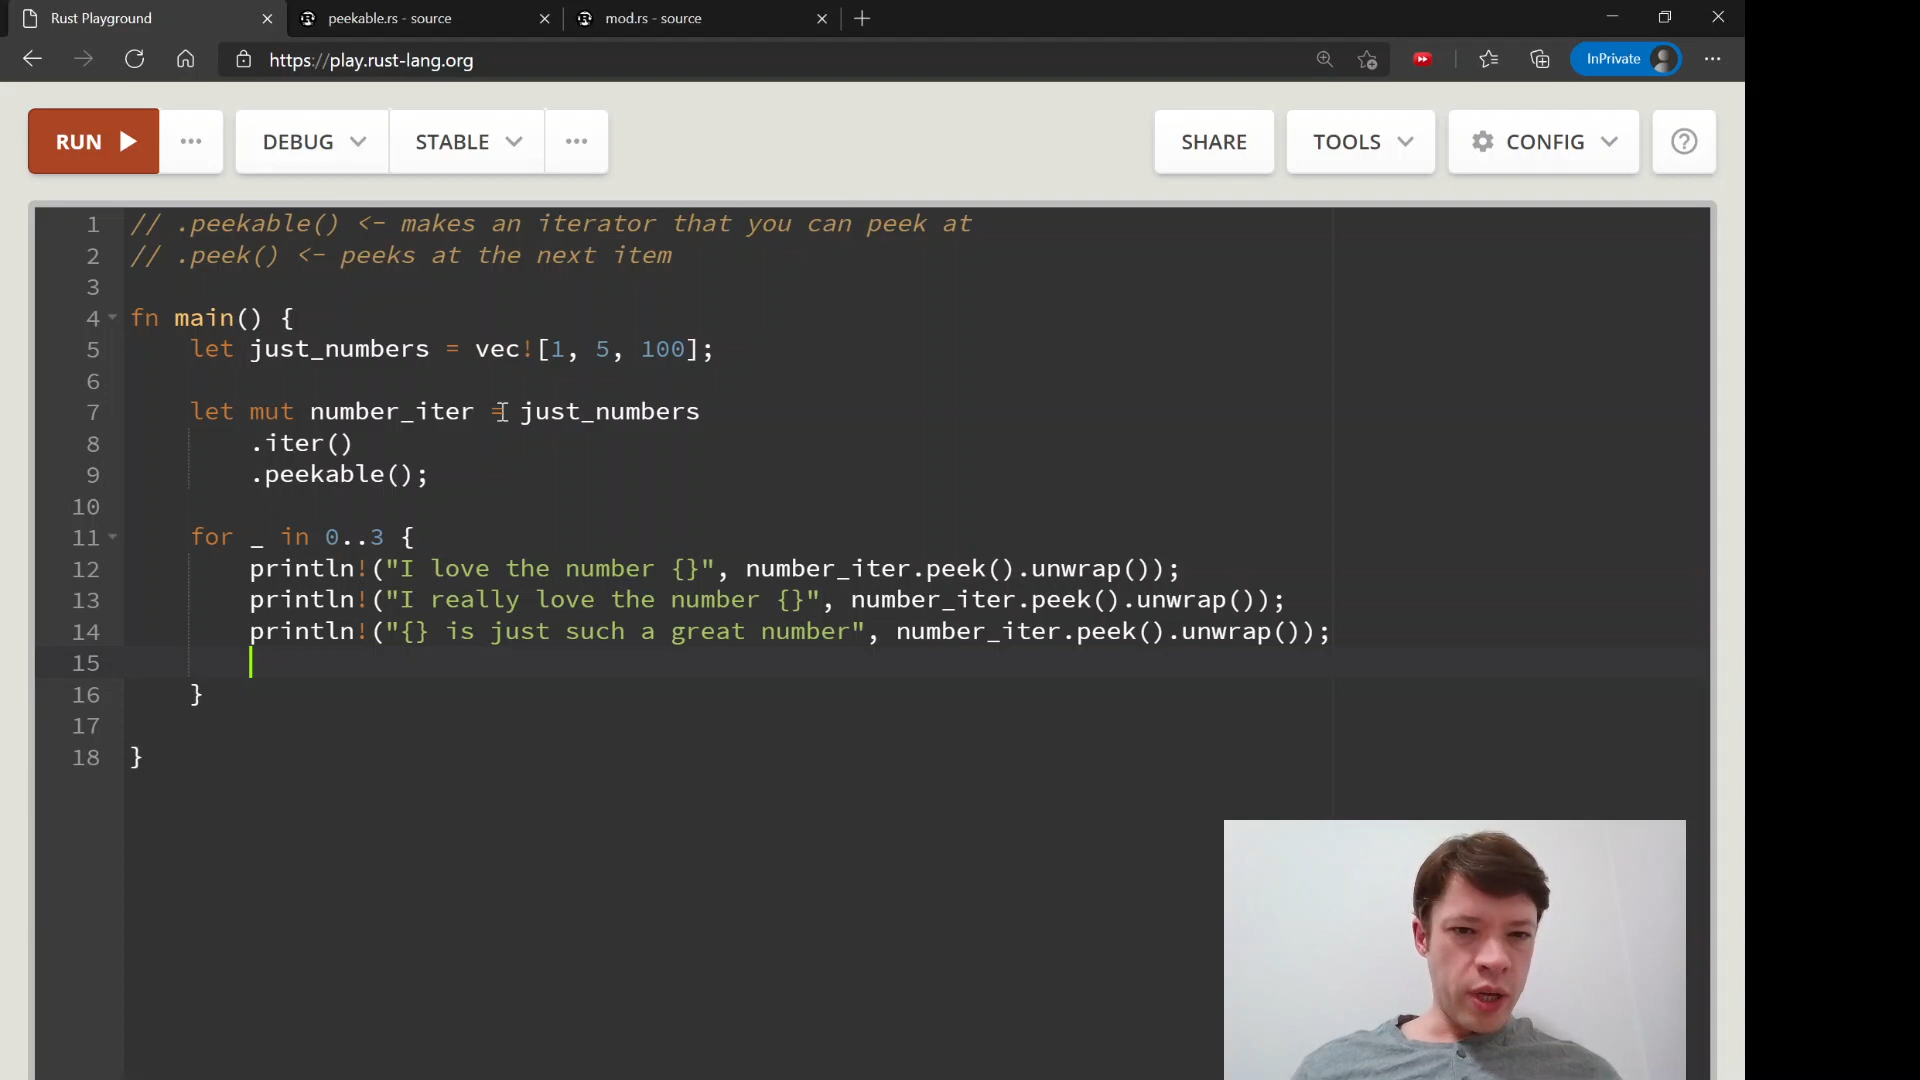 Rust Playground
peekable.rs - source
mod.rs - source
https://play.rust-lang.org
InPrivate
RUN
DEBUG
STABLE
SHARE
TOOLS
CONFIG
1 // .peekable() <- makes an iterator that you can peek at
2 // .peek() <- peeks at the next item
3
4 fn main() {
5 let just_numbers = vec![1, 5, 100];
6
7 let mut number_iter = just_numbers
8 .iter()
9 .peekable();
10
11 for _ in 0..3 {
12 println!("I love the number {}", number_iter.peek().unwrap());
13 println!("I really love the number {}", number_iter.peek().unwrap());
14 println!("{} is just such a great number", number_iter.peek().unwrap());
15
16 }
17
18 }